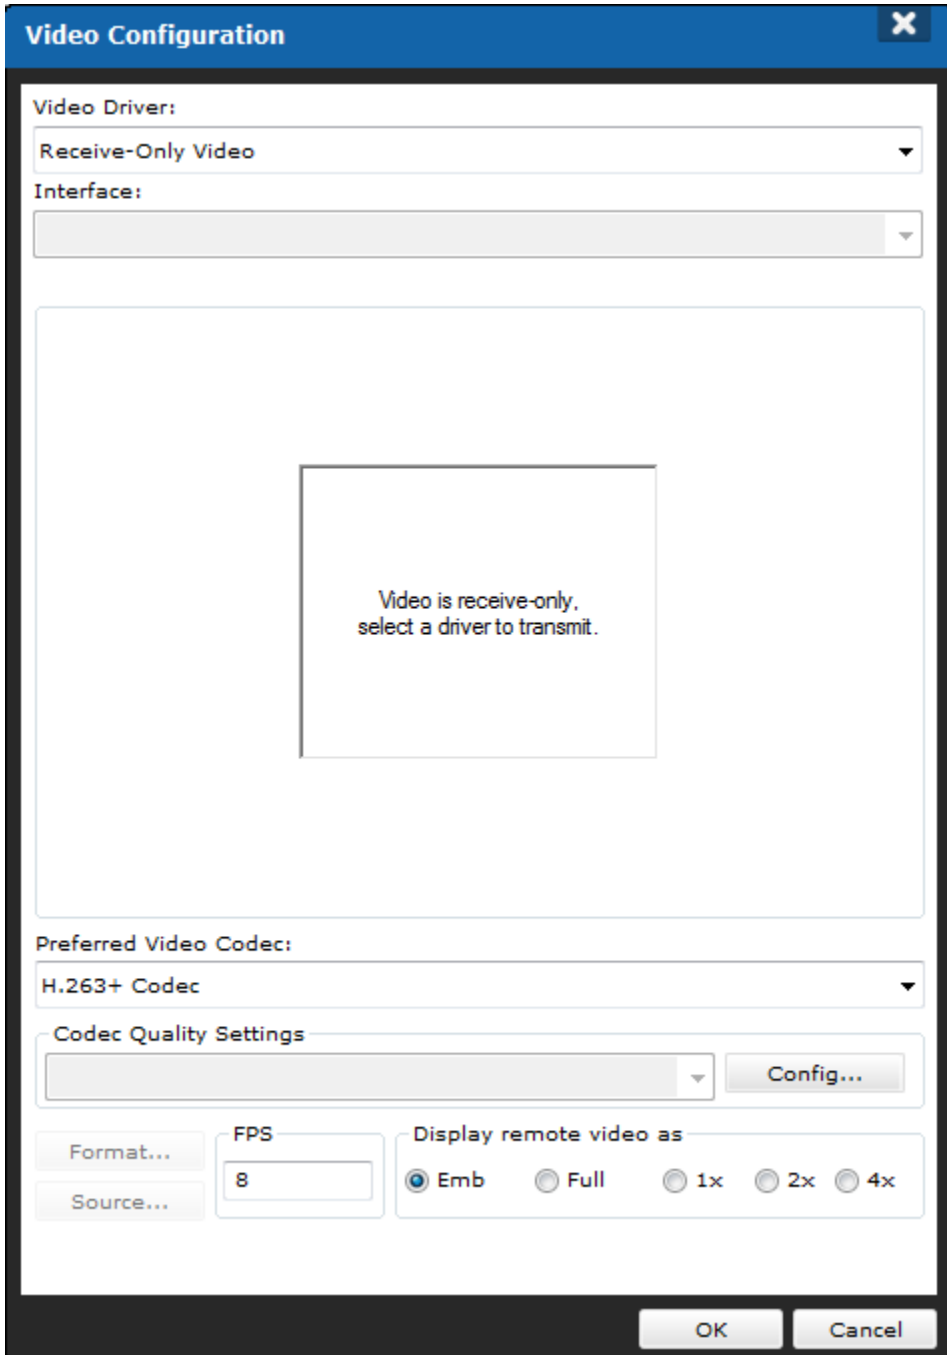 Video Configuration
Video Driver:
Receive-Only Video
Interface:
Video is receive-only,
select a driver to transmit.
Preferred Video Codec:
H.263+ Codec
Codec Quality Settings
Config...
Format...
Source...
FPS
8
Display remote video as
Emb Full 1x 2x 4x
OK Cancel